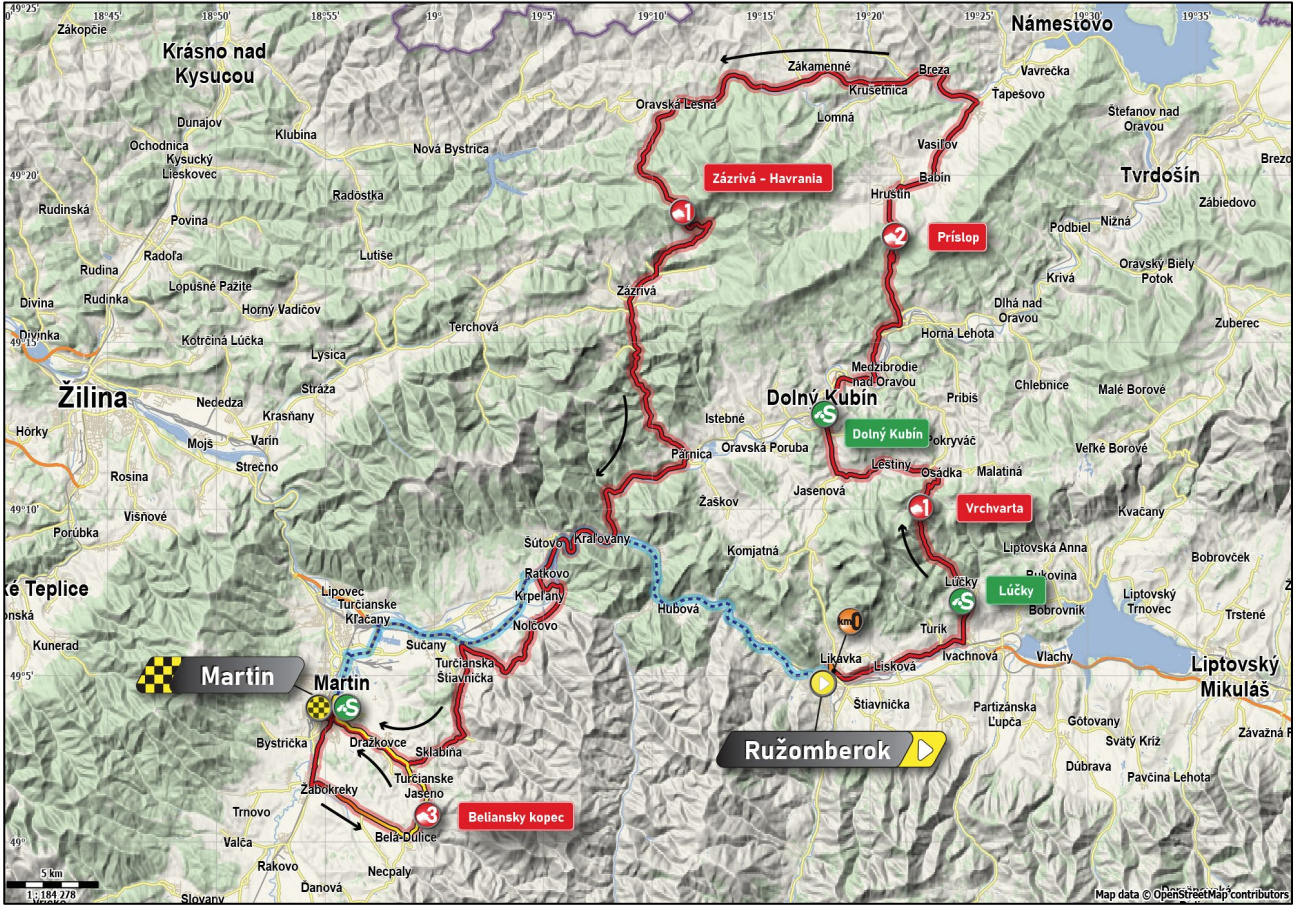 49°25'
18°50'
18°55'
19°
19°5'
19°10'
19°15'
19°20'
19°25'
19°30'
19°35'
Zákopčie
Krásno nad
Kysucou
Námestovo
Zákamenné
Breza
Vavrečka
Krušetnica
Ťapešovo
Oravská Lesná
Lomná
Štefanov nad
Oravou
Dunajov
Klubina
Ochodnica
Nová Bystrica
Vasiľov
Kysucký
Lieskovec
49°20'
Zázrivá - Havrania
Babín
Tvrdošín
Radôstka
Hruštín
Rudinská
1
Zábiedovo
Povina
Nižná
Podbiel
2
Príslop
Radoľa
Lutiše
Rudina
Oravský Biely
Potok
Krivá
Lopušné Pažite
Zázrivá
Divina
Rudinka
Horný Vadičov
Dlhá nad
Oravou
Terchová
Horná Lehota
Zuberec
Divinka
Kotrčiná Lúčka
49°15'
Lysica
Medzibrodie
nad Oravou
Stráža
Chlebnice
Malé Borové
Žilina
Nededza
Dolný Kubín
Pribiš
Krasňany
S
Istebné
Hôrky
Varín
Dolný Kubín
Mojš
Pokryváč
Oravská Poruba
Veľké Borové
Párnica
Strečno
Leštiny
Osádka
Malatiná
Rosina
Jasenová
Žaškov
49°10'
Višňové
1
Vrchvarta
Kvačany
Porúbka
Kraľovany
Šútovo
Komjatná
Liptovská Anna
Bobrovček
Ratkovo
Lúčky
Bukovina
Lipovec
Krpeľany
S
Lúčky
Liptovský
Trnovec
Turčianske
Kľačany
Hubová
Bobrovník
Trstené
Nolčovo
km0
Turík
Kunerad
Sučany
Likavka
Ivachnová
Vlachy
Turčianska
Štiavnička
Lisková
Liptovský
Mikuláš
49°5'
Martin
Martin
Štiavnička
Partizánska
Ľupča
S
Gôtovany
Bystrička
Dražkovce
Sklabiňa
Ružomberok
Svätý Kríž
Dúbrava
Turčianske
Jaseno
Pavčina Lehota
Žabokreky
Trnovo
3
Beliansky kopec
49°
Valča
Belá-Dulice
Rakovo
Necpaly
5 km
Ďanová
1 : 184 278
Slovany
Map data © OpenStreetMap contributors